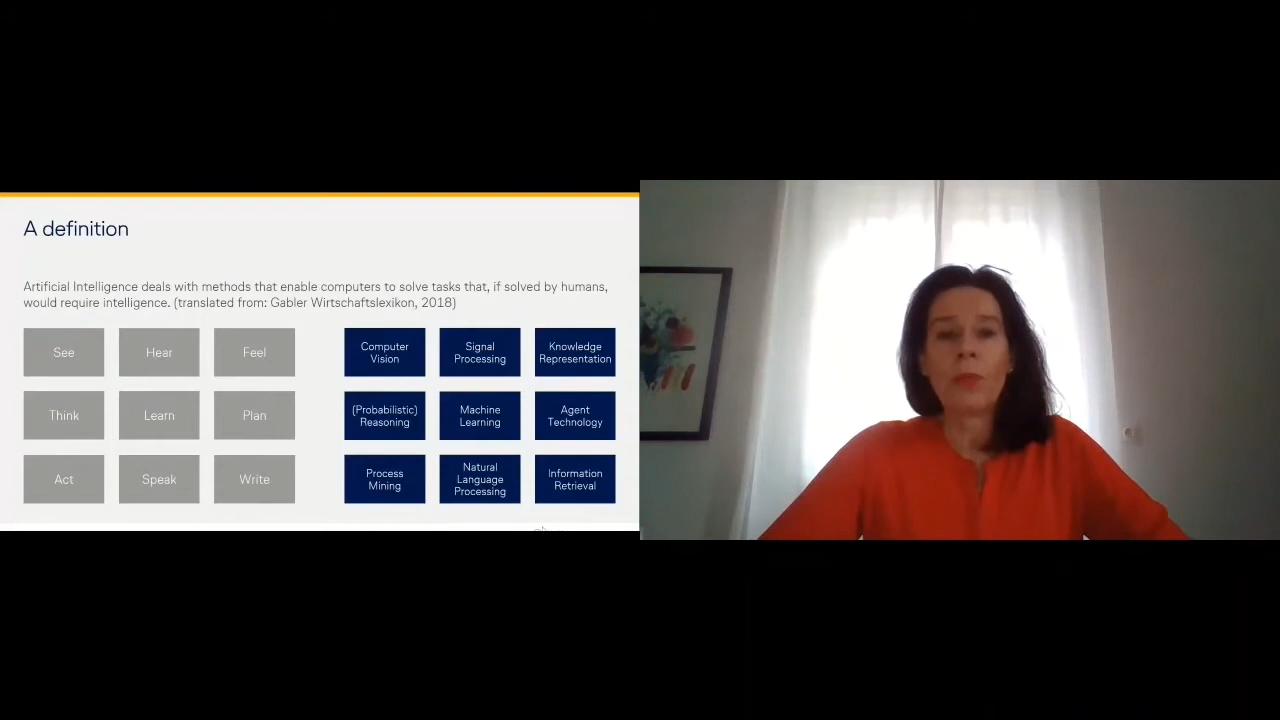 A definition
Artificial Intelligence deals with methods that enable computers to solve tasks that, if solved by humans,
would require intelligence. (translated from: Gabler Wirtschaftslexikon, 2018)
See
Hear
Feel
Computer
Vision
Signal
Processing
Knowledge
Representation
Think
Learn
Plan
(Probabilistic)
Reasoning
Machine
Learning
Agent
Technology
Act
Speak
Write
Process
Mining
Natural
Language
Processing
Information
Retrieval